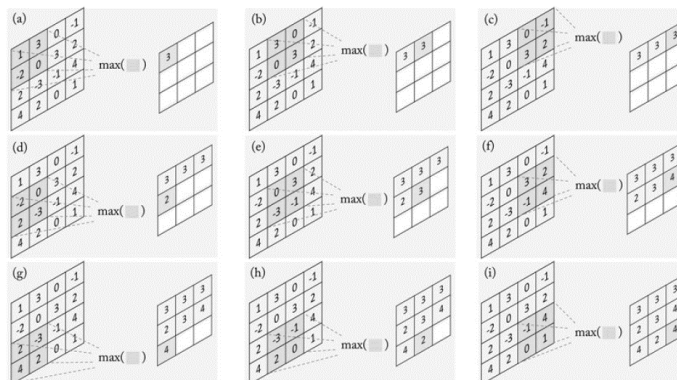 (a)
1 3 0 -1
-2 0 3 2
2 -3 -1 4
4 2 0 1
max( )
3
(b)
1 3 0 -1
-2 0 3 2
2 -3 -1 4
4 2 0 1
max( )
3 3
(c)
1 3 0 -1
-2 0 3 2
2 -3 -1 4
4 2 0 1
max( )
3 3 3
(d)
1 3 0 -1
-2 0 3 2
2 -3 -1 4
4 2 0 1
max( )
3 3 3
2
(e)
1 3 0 -1
-2 0 3 2
2 -3 -1 4
4 2 0 1
max( )
3 3 3
2 3
(f)
1 3 0 -1
-2 0 3 2
2 -3 -1 4
4 2 0 1
max( )
3 3 3
2 3 4
(g)
1 3 0 -1
-2 0 3 2
2 -3 -1 4
4 2 0 1
max( )
3 3 3
2 3 4
4
(h)
1 3 0 -1
-2 0 3 2
2 -3 -1 4
4 2 0 1
max( )
3 3 3
2 3 4
4 2
(i)
1 3 0 -1
-2 0 3 2
2 -3 -1 4
4 2 0 1
max( )
3 3 3
2 3 4
4 2 4